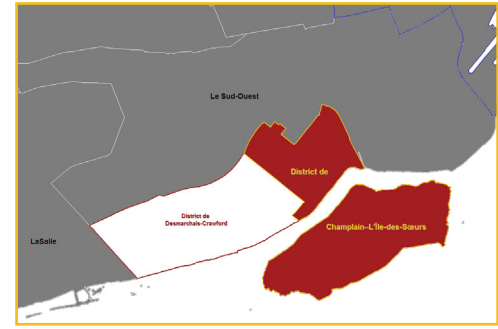 Le Sud-Ouest
District de
District de
Desmarchais-Crawford
Champlain–L'Île-des-Sœurs
LaSalle